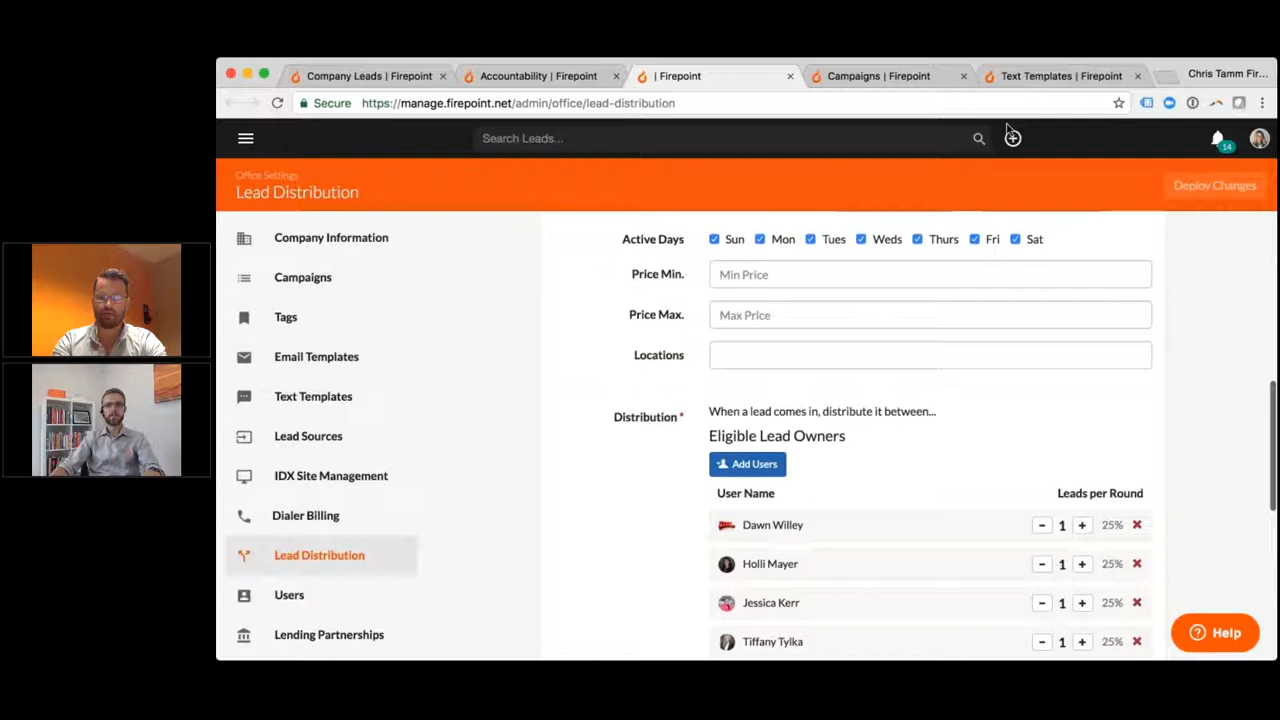 Company Leads | Firepoint
Accountability | Firepoint
| Firepoint
Campaigns | Firepoint
Text Templates | Firepoint
Chris Tamm Fir...
Secure
https://manage.firepoint.net/admin/office/lead-distribution
Search Leads...
14
Office Settings
Lead Distribution
Deploy Changes
Company Information
Campaigns
Tags
Email Templates
Text Templates
Lead Sources
IDX Site Management
Dialer Billing
Lead Distribution
Users
Lending Partnerships
Active Days Sun Mon Tues Weds Thurs Fri Sat
Price Min. Min Price
Price Max. Max Price
Locations
Distribution * When a lead comes in, distribute it between...
Eligible Lead Owners
Add Users
User Name Leads per Round
Dawn Willey - 1 + 25%
Holli Mayer - 1 + 25%
Jessica Kerr - 1 + 25%
Tiffany Tylka - 1 + 25%
Help